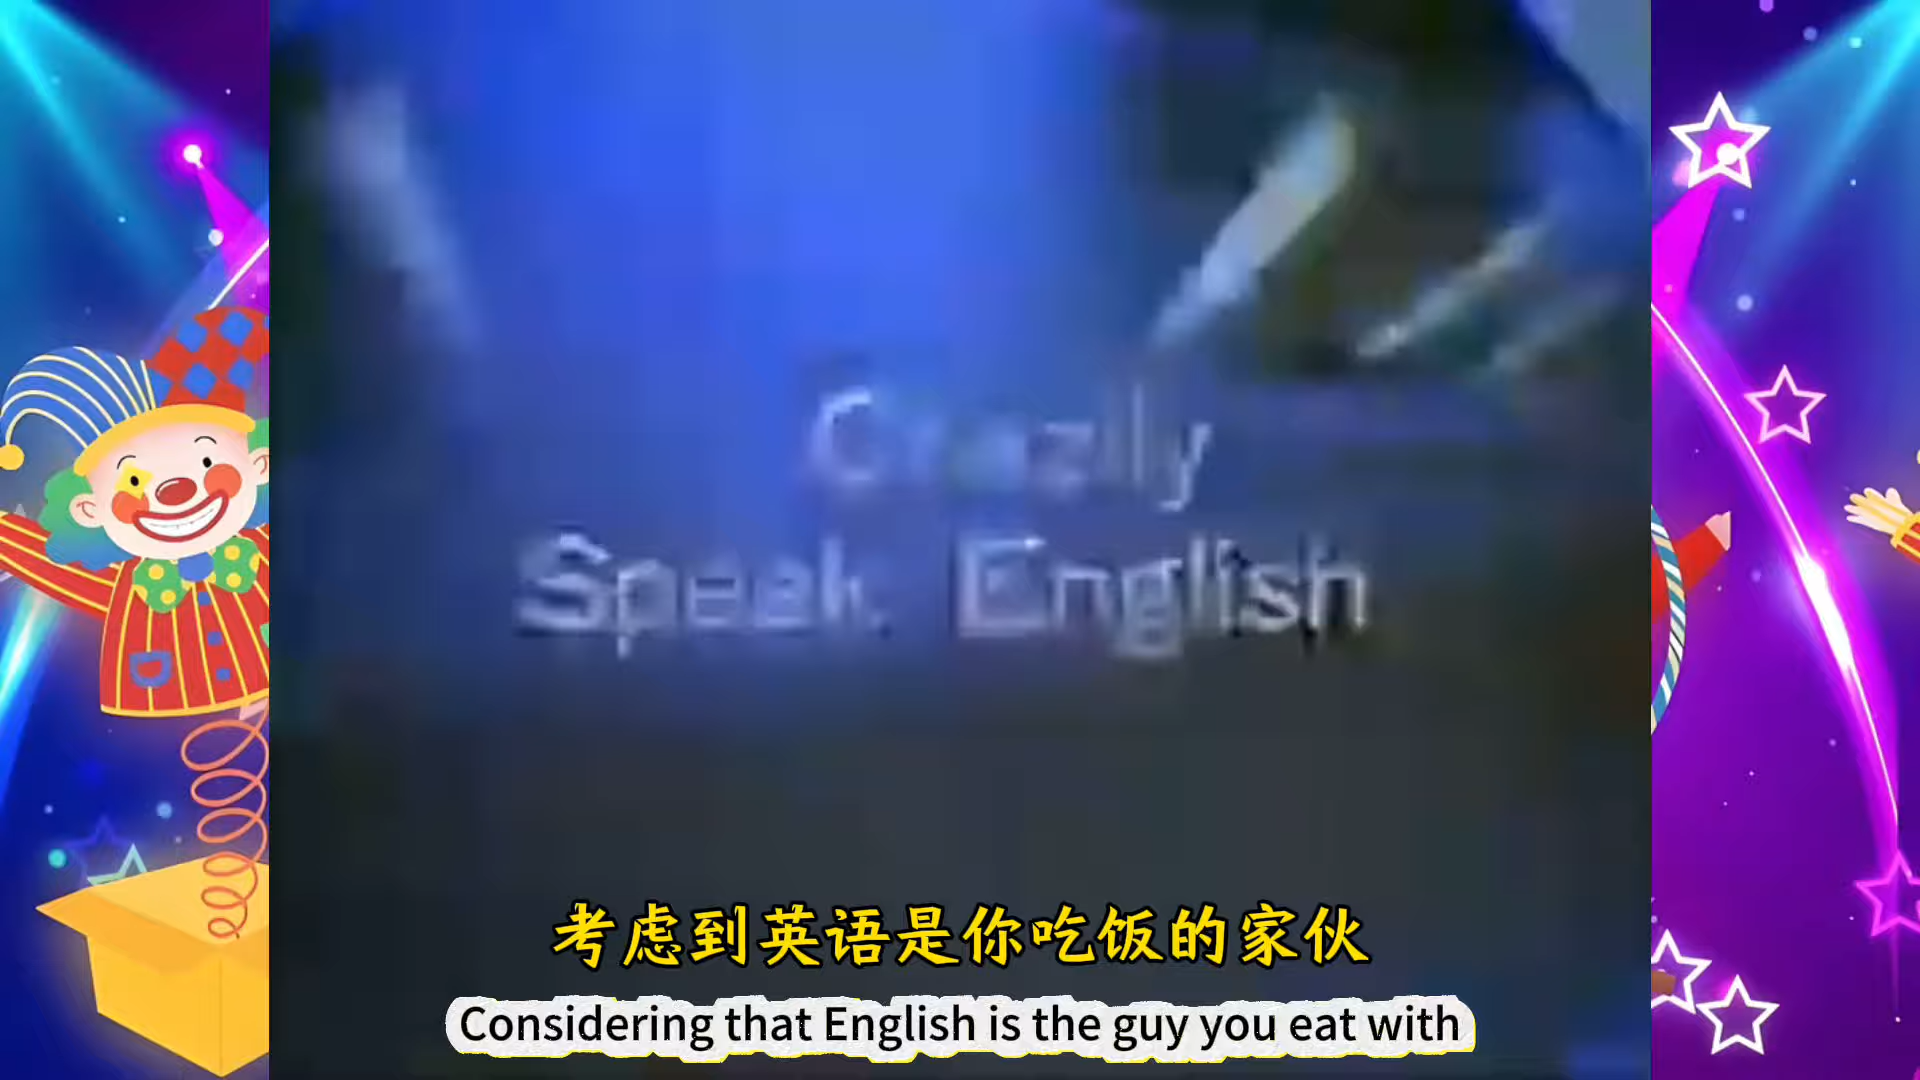 Crazily
Speak English
考虑到英语是你吃饭的家伙
Considering that English is the guy you eat with